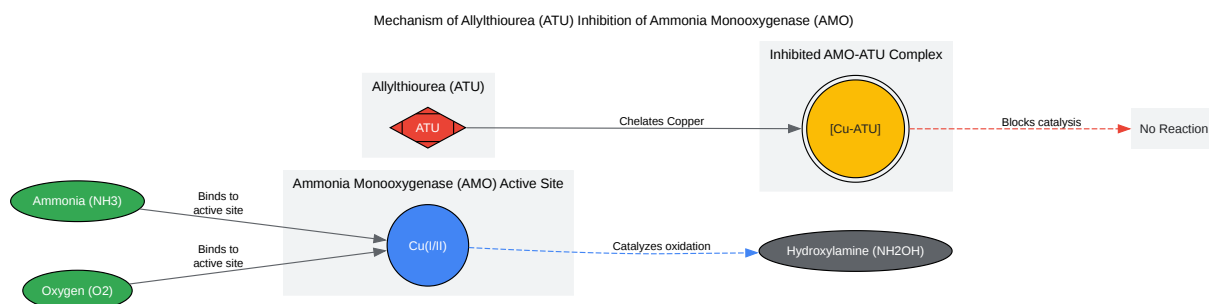 Mechanism of Allylthiourea (ATU) Inhibition of Ammonia Monooxygenase (AMO)
Inhibited AMO-ATU Complex
Allylthiourea (ATU)
ATU
Chelates Copper
[Cu-ATU]
Blocks catalysis
No Reaction
Ammonia Monooxygenase (AMO) Active Site
Ammonia (NH3)
Binds to
active site
Cu(I/II)
Catalyzes oxidation
Hydroxylamine (NH2OH)
Binds to
active site
Oxygen (O2)